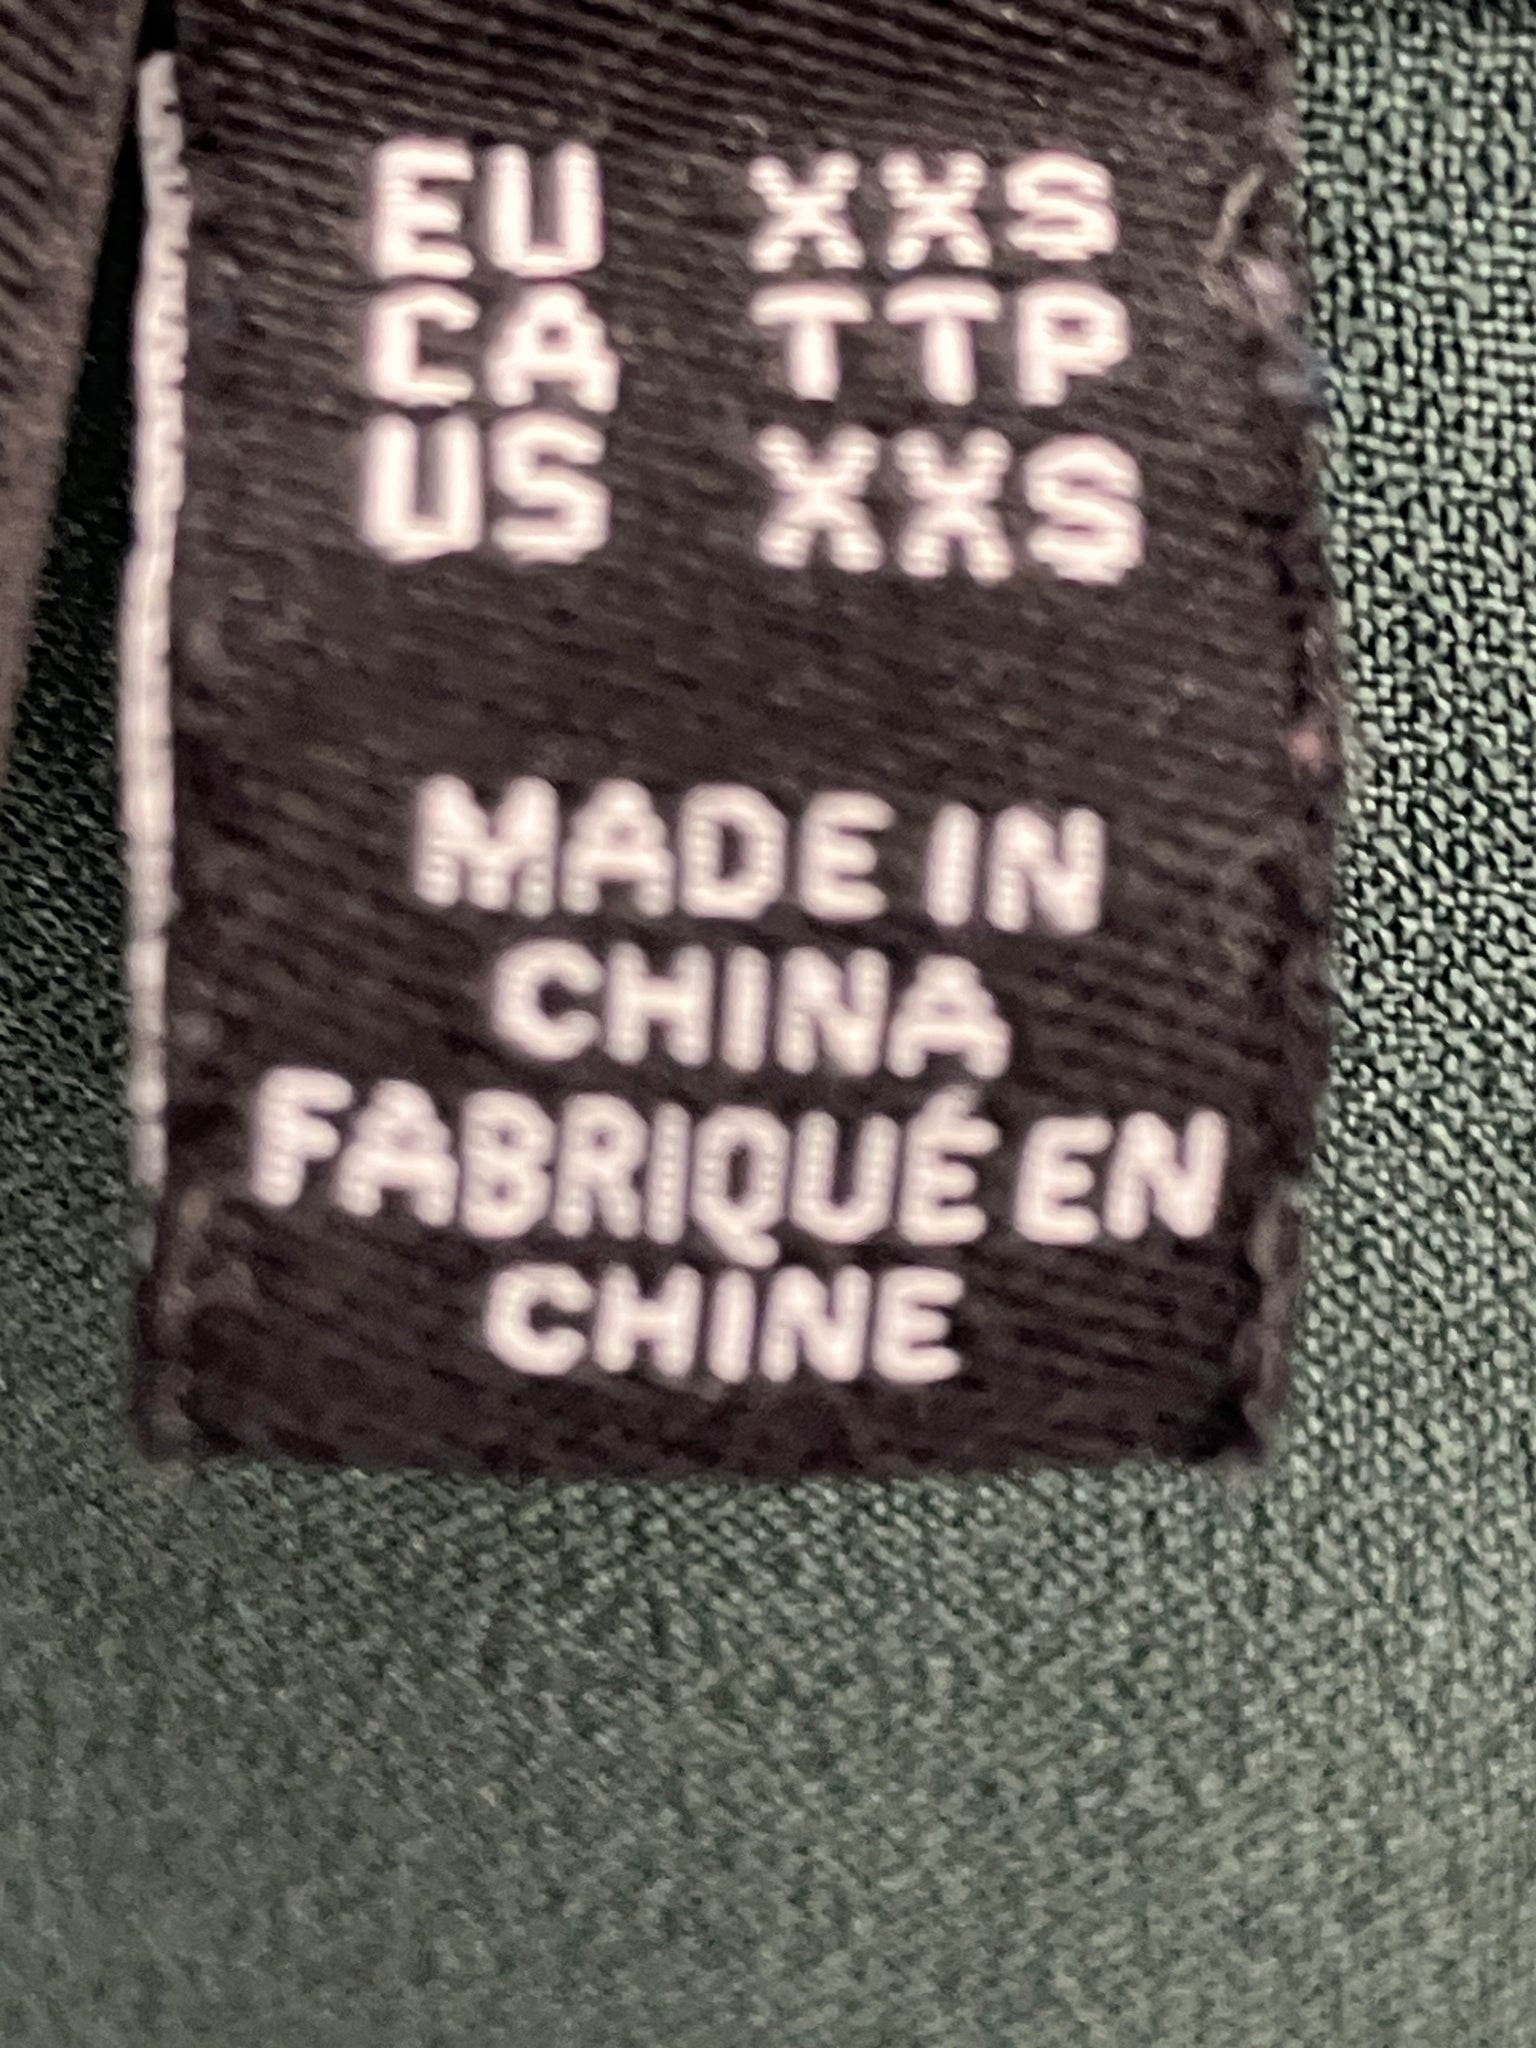 EU XXS
CA TTP
US XXS
MADE IN
CHINA
FABRIQUÉ EN
CHINE